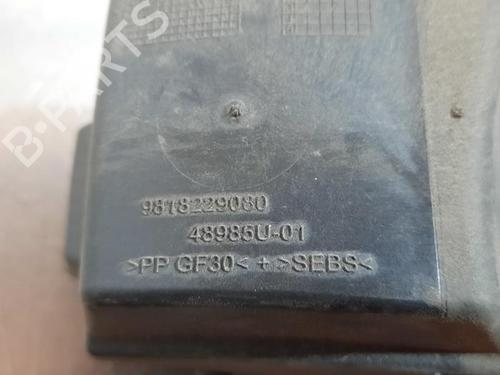 B-PARTS
9818229080
48985U-01
>PP GF30< + >SEBS<